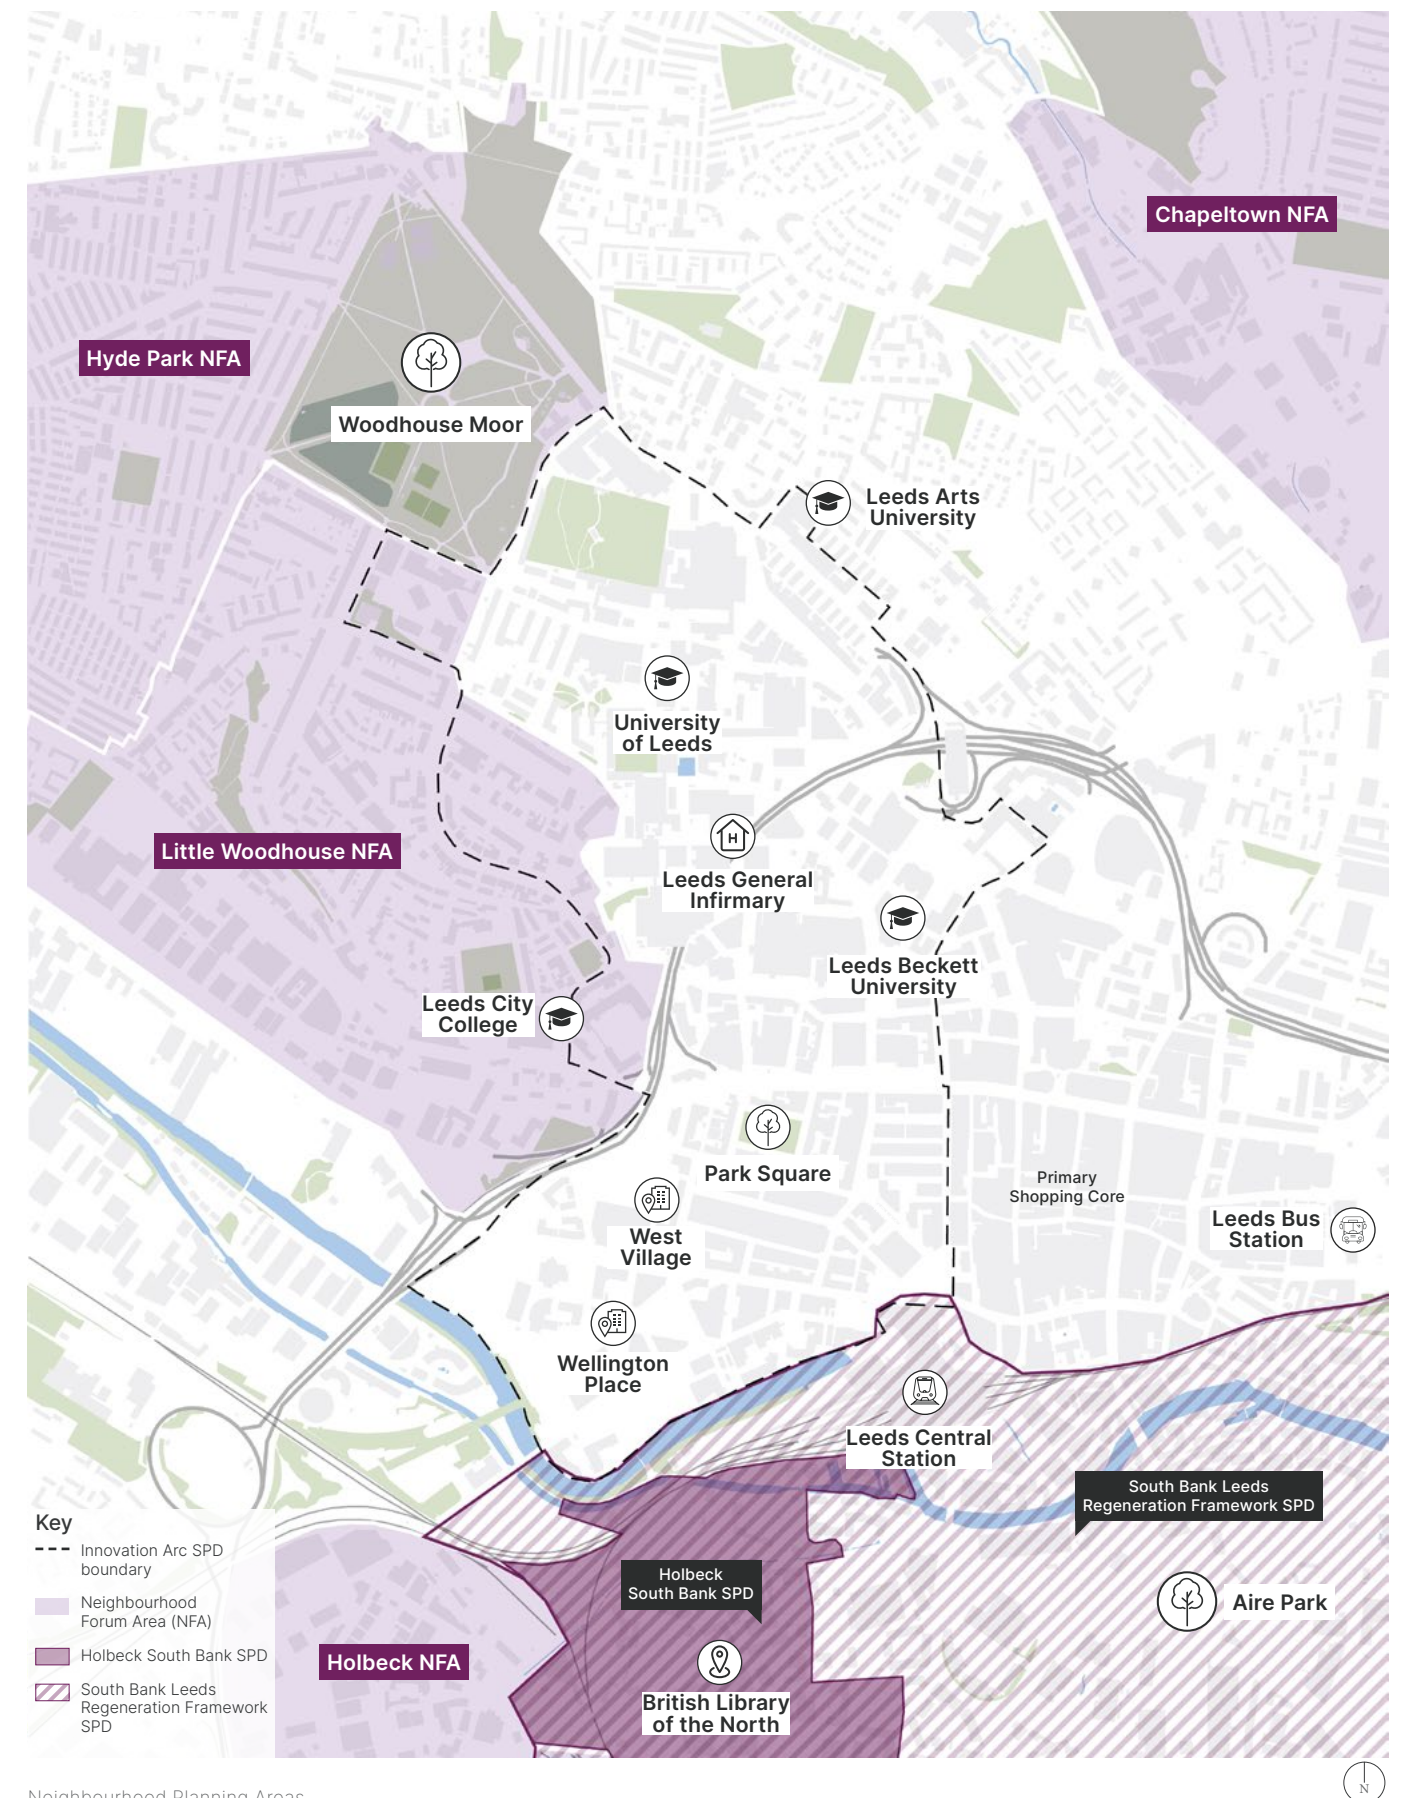 Chapeltown NFA
Hyde Park NFA
Woodhouse Moor
Leeds Arts
University
University
of Leeds
Little Woodhouse NFA
H
Leeds General
Infirmary
Leeds Beckett
University
Leeds City
College
Park Square
Primary
Shopping Core
Leeds Bus
Station
West
Village
Wellington
Place
Leeds Central
Station
South Bank Leeds
Regeneration Framework SPD
Holbeck
South Bank SPD
Aire Park
Holbeck NFA
British Library
of the North
Key
Innovation Arc SPD
boundary
Neighbourhood
Forum Area (NFA)
Holbeck South Bank SPD
South Bank Leeds
Regeneration Framework
SPD
N
Neighbourhood Planning Areas